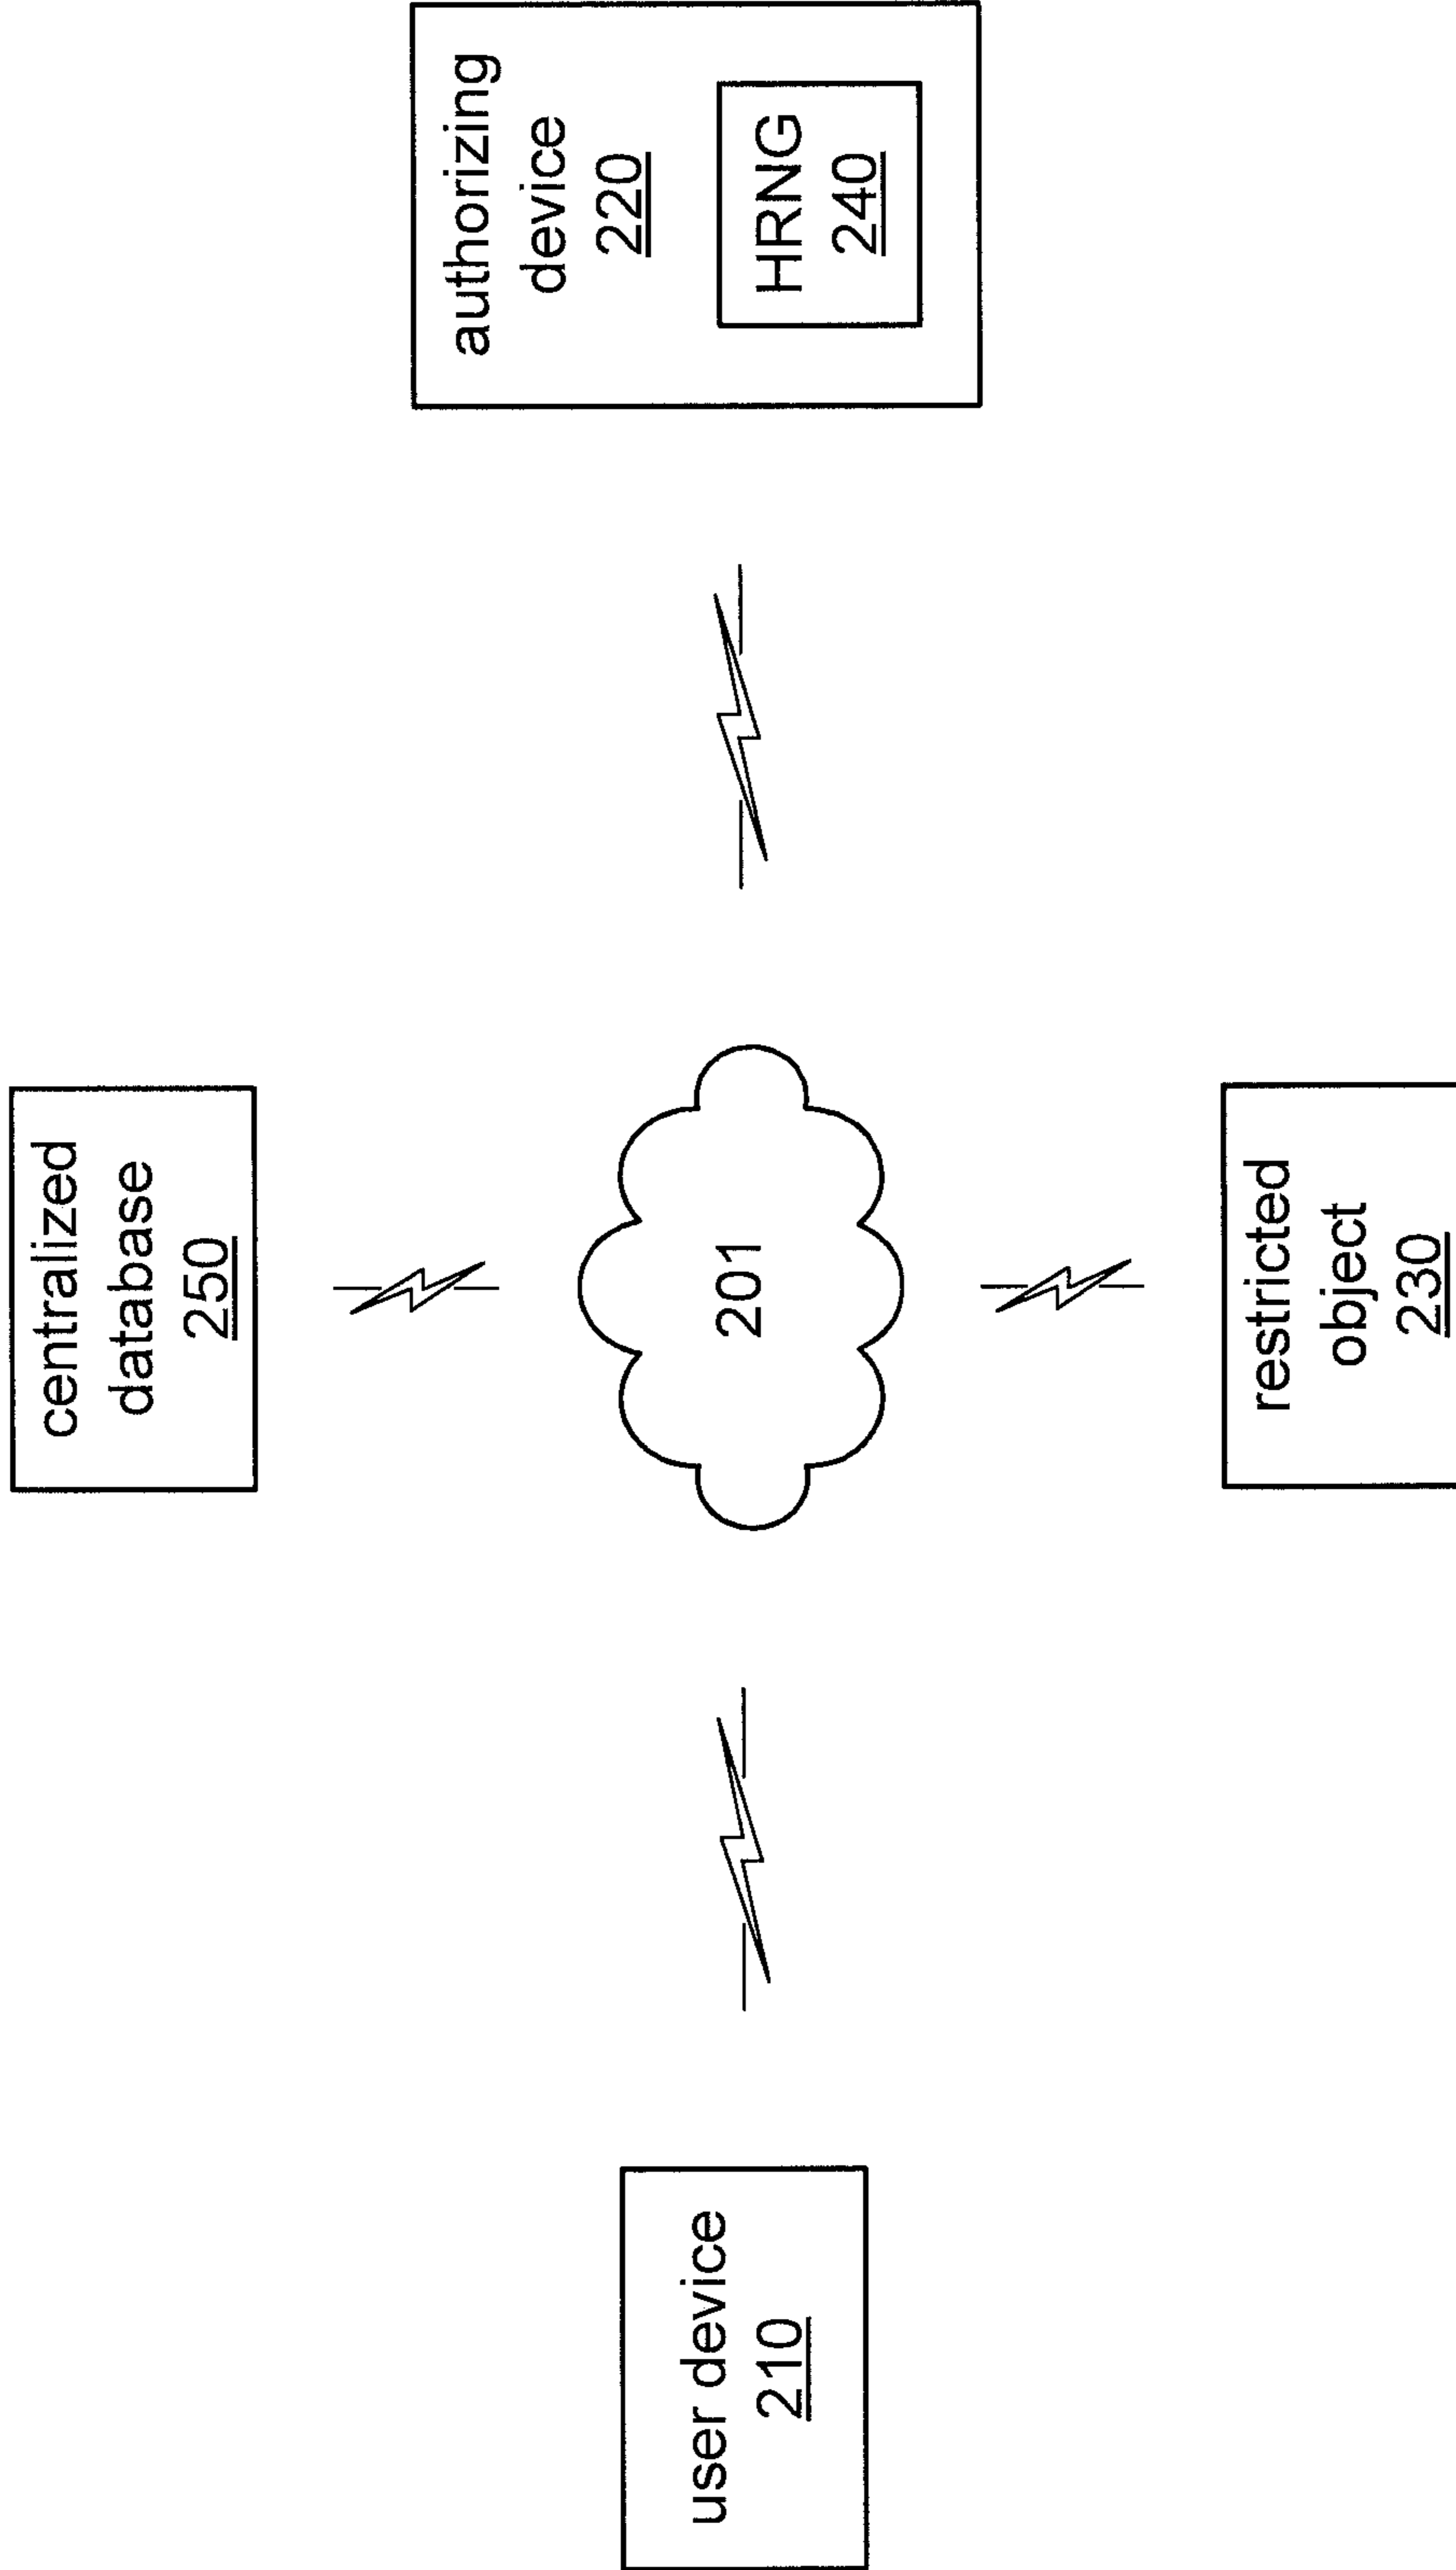 centralized
database
250
user device
210
201
authorizing
device
220
HRNG
240
restricted
object
230